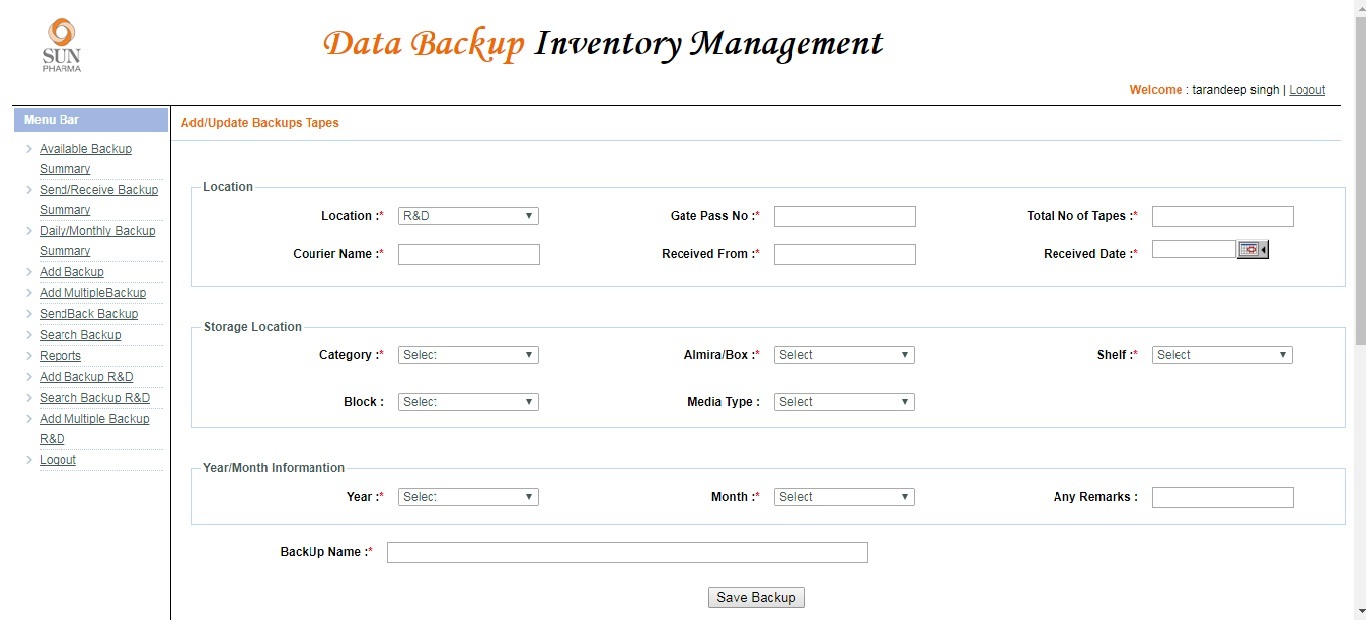 SUN
PHARMA
Data Backup Inventory Management
Welcome : tarandeep singh | Logout
Menu Bar
Available Backup
Summary
Send/Receive Backup
Summary
Daily/Monthly Backup
Summary
Add Backup
Add MultipleBackup
SendBack Backup
Search Backup
Reports
Add Backup R&D
Search Backup R&D
Add Multiple Backup
R&D
Logout
Add/Update Backups Tapes
Location
Location :* R&D Gate Pass No :* Total No of Tapes :*
Courier Name :* Received From :* Received Date :*
Storage Location
Category :* Select Almira/Box :* Select Shelf :* Select
Block : Select Media Type : Select
Year/Month Informantion
Year :* Select Month :* Select Any Remarks :
BackUp Name :*
Save Backup